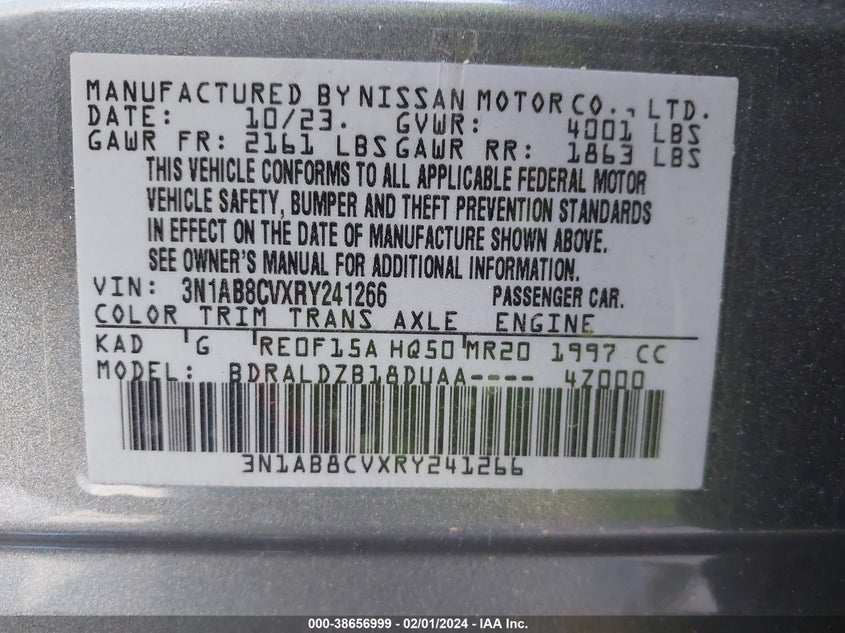 MANUFACTURED BY NISSAN MOTOR CO., LTD.
DATE: 10/23. GVWR: 4001 LBS
GAWR FR: 2161 LBS GAWR RR: 1863 LBS
THIS VEHICLE CONFORMS TO ALL APPLICABLE FEDERAL MOTOR
VEHICLE SAFETY, BUMPER AND THEFT PREVENTION STANDARDS
IN EFFECT ON THE DATE OF MANUFACTURE SHOWN ABOVE.
SEE OWNER'S MANUAL FOR ADDITIONAL INFORMATION.
VIN: 3N1AB8CVXRY241266 PASSENGER CAR.
COLOR TRIM TRANS AXLE ENGINE
KAD G RE0F15A HQ50 MR20 1997 CC
MODEL: BDRALDZB18DUAA---- 4Z000
3N1AB8CVXRY241266
000-38656999 - 02/01/2024 - IAA Inc.